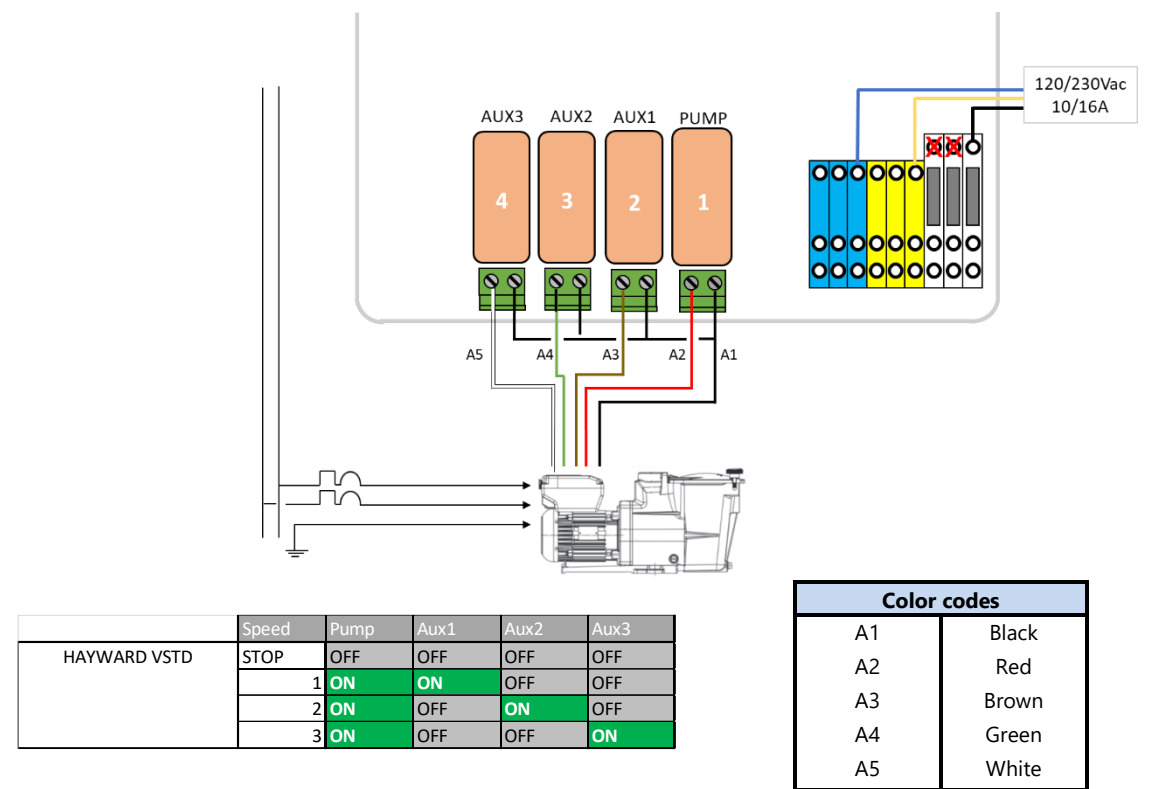 120/230Vac
10/16A
AUX3 AUX2 AUX1 PUMP
4 3 2 1
A5 A4 A3 A2 A1
Speed Pump Aux1 Aux2 Aux3
HAYWARD VSTD STOP OFF OFF OFF OFF
1 ON ON OFF OFF
2 ON OFF ON OFF
3 ON OFF OFF ON
Color codes
A1 Black
A2 Red
A3 Brown
A4 Green
A5 White